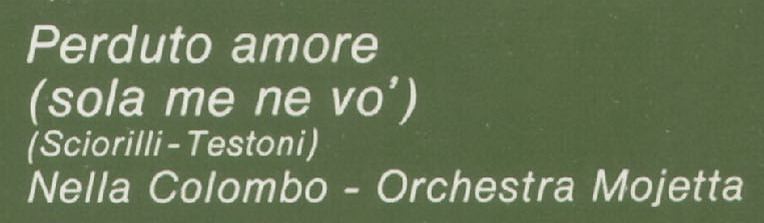 Perduto amore
(sola me ne vo')
(Sciorilli-Testoni)
Nella Colombo - Orchestra Mojetta